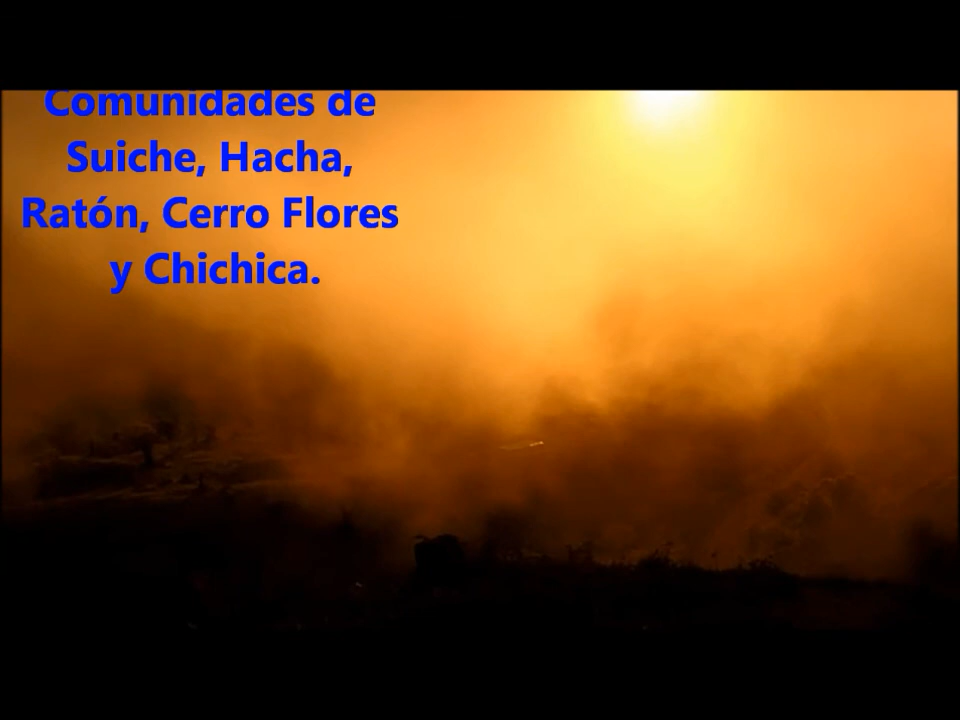 Comunidades de
Suiche, Hacha,
Ratón, Cerro Flores
y Chichica.